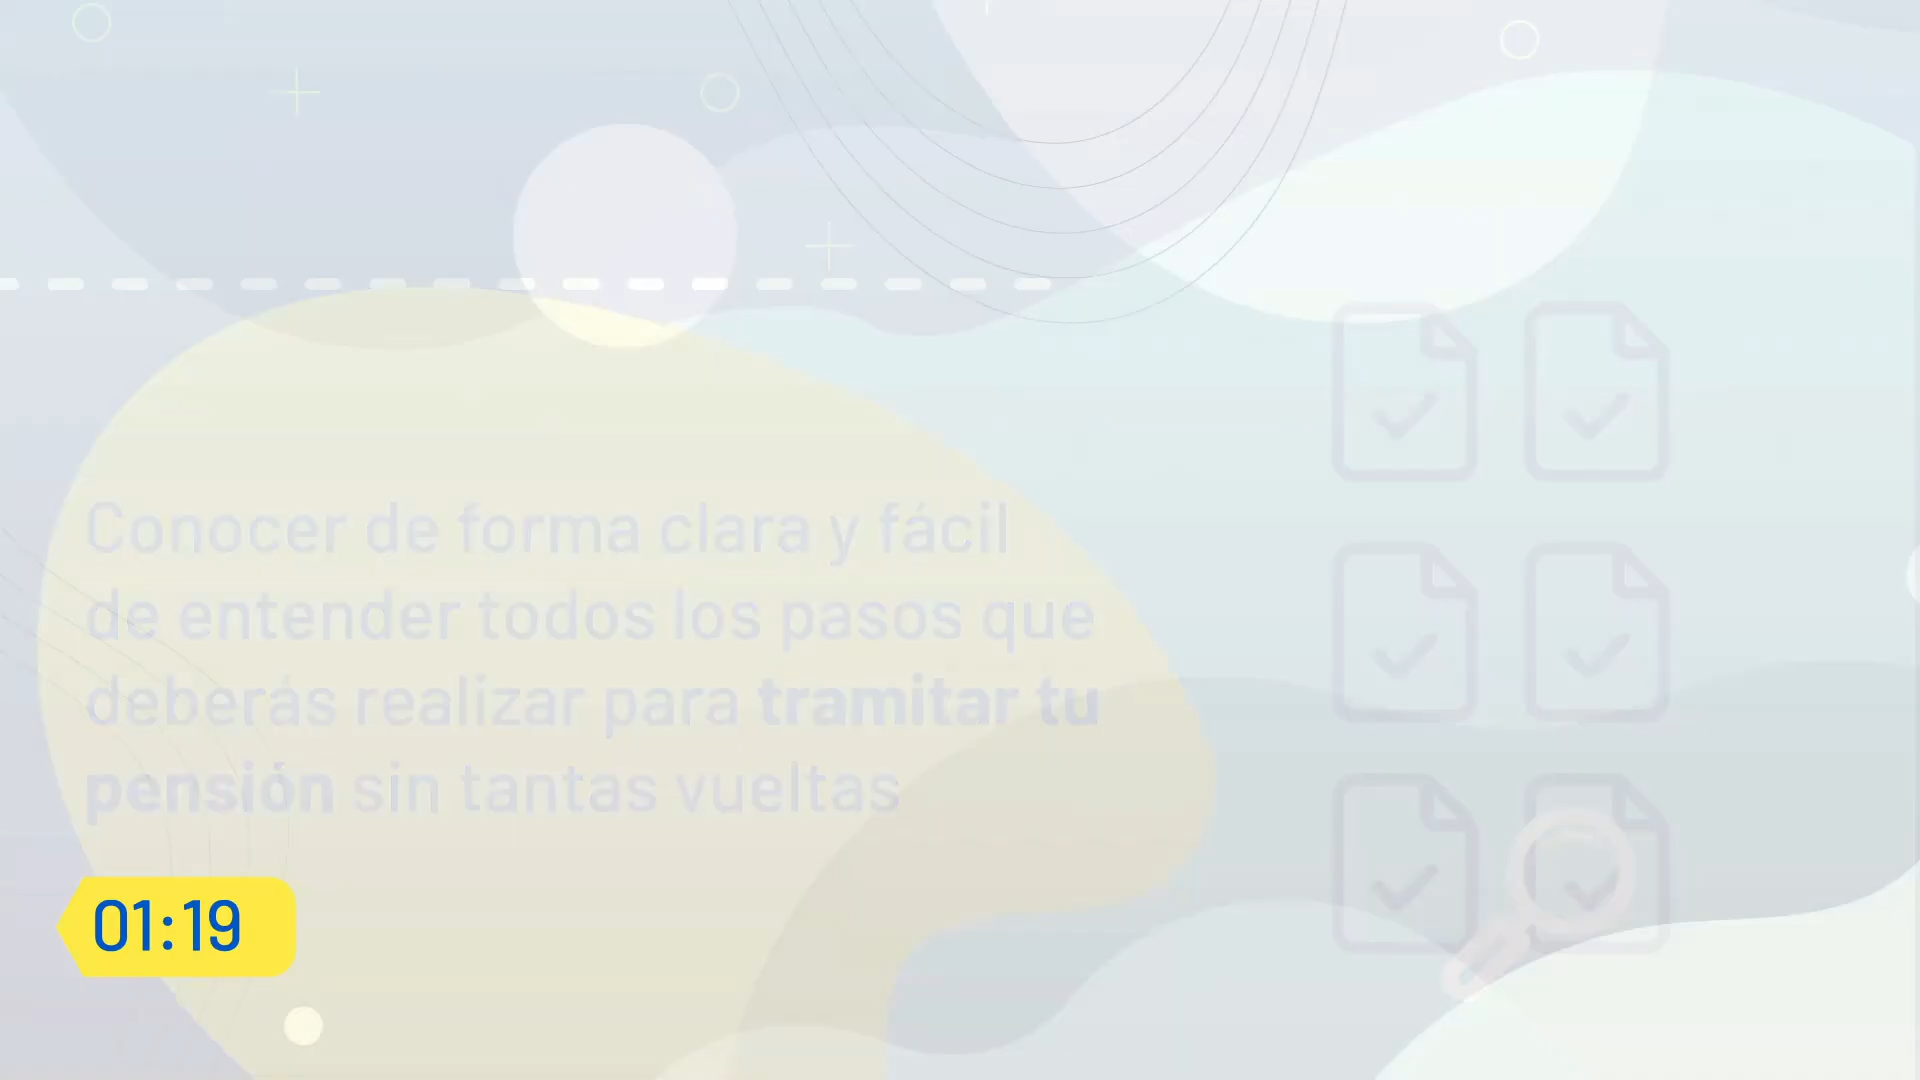 Conocer de forma clara y fácil
de entender todos los pasos que
deberás realizar para tramitar tu
pensión sin tantas vueltas
01:19